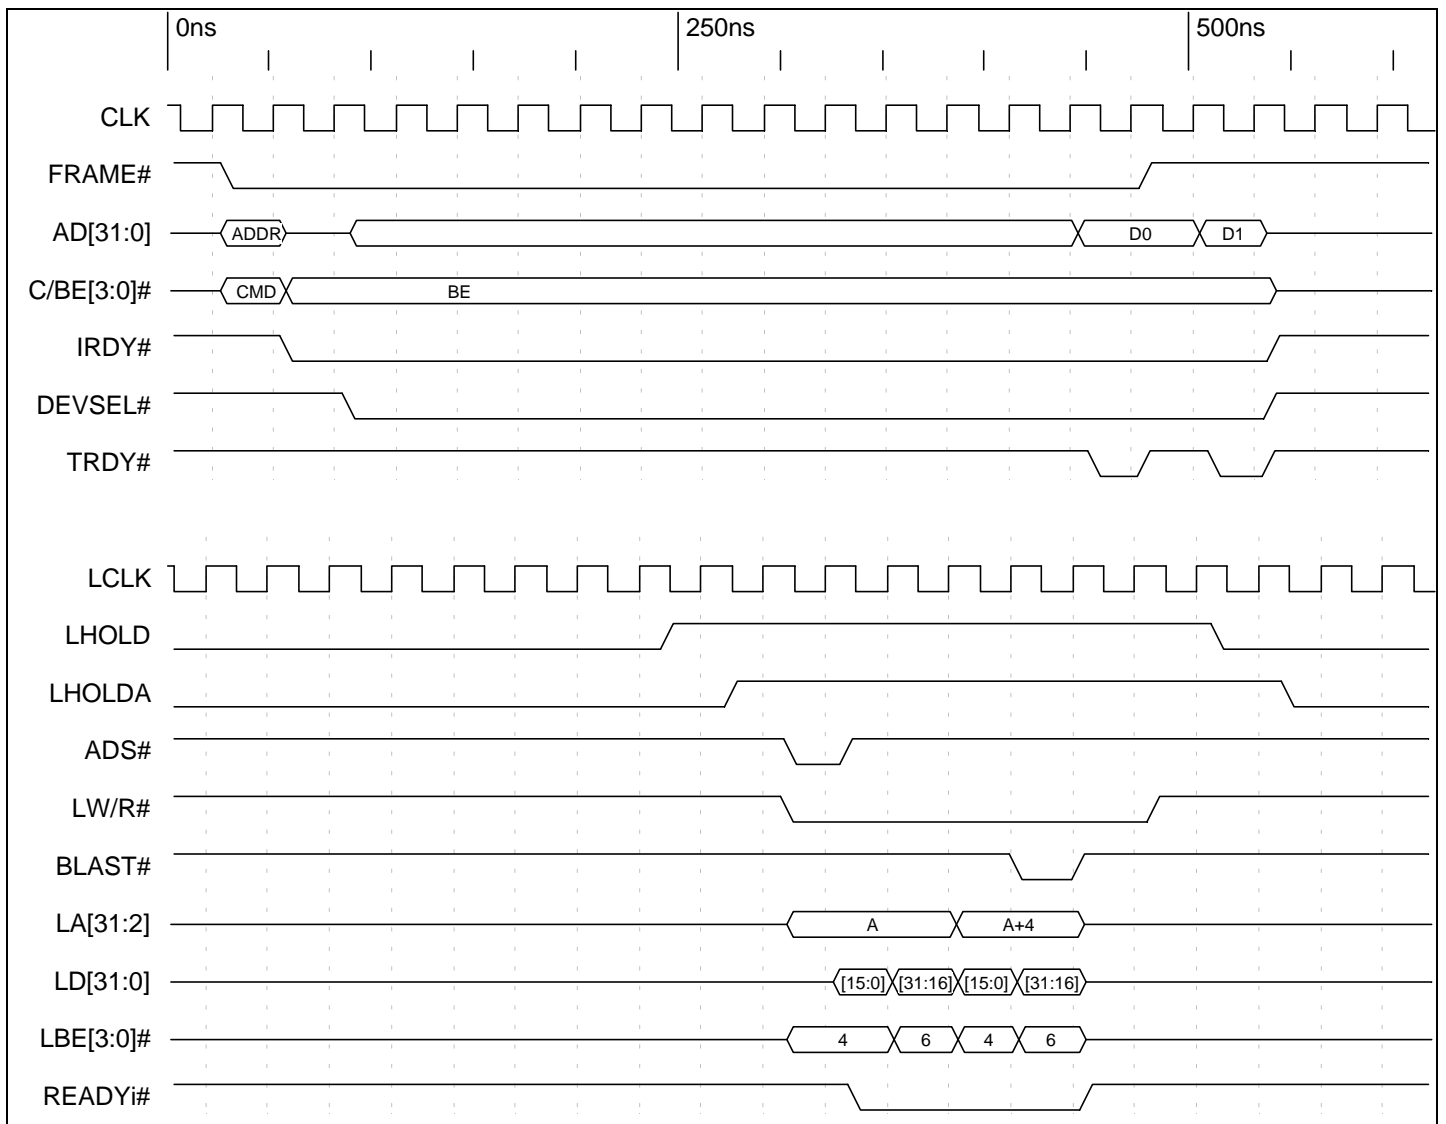 0ns 250ns 500ns
CLK
FRAME#
AD[31:0] ADDR D0 D1
C/BE[3:0]# CMD BE
IRDY#
DEVSEL#
TRDY#
LCLK
LHOLD
LHOLDA
ADS#
LW/R#
BLAST#
LA[31:2] A A+4
LD[31:0] [15:0] [31:16] [15:0] [31:16]
LBE[3:0]# 4 6 4 6
READYi#